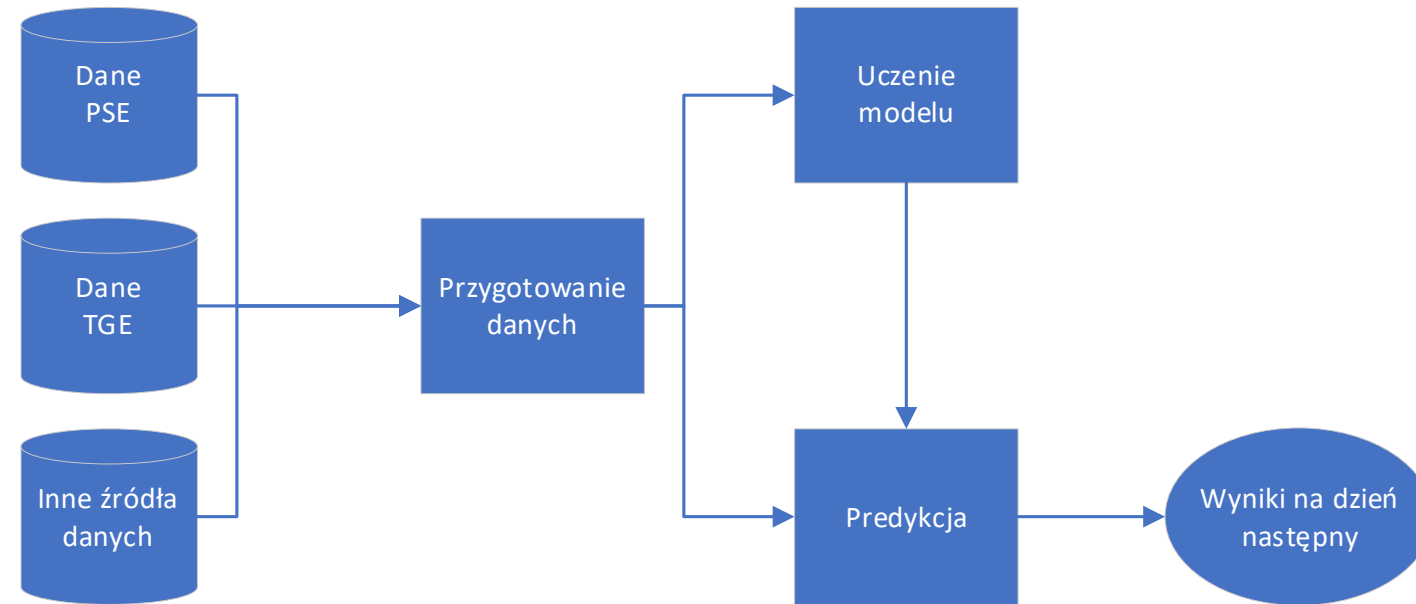 Dane
PSE
Dane
TGE
Inne źródła
danych
Przygotowanie
danych
Uczenie
modelu
Predykcja
Wyniki na dzień
następny